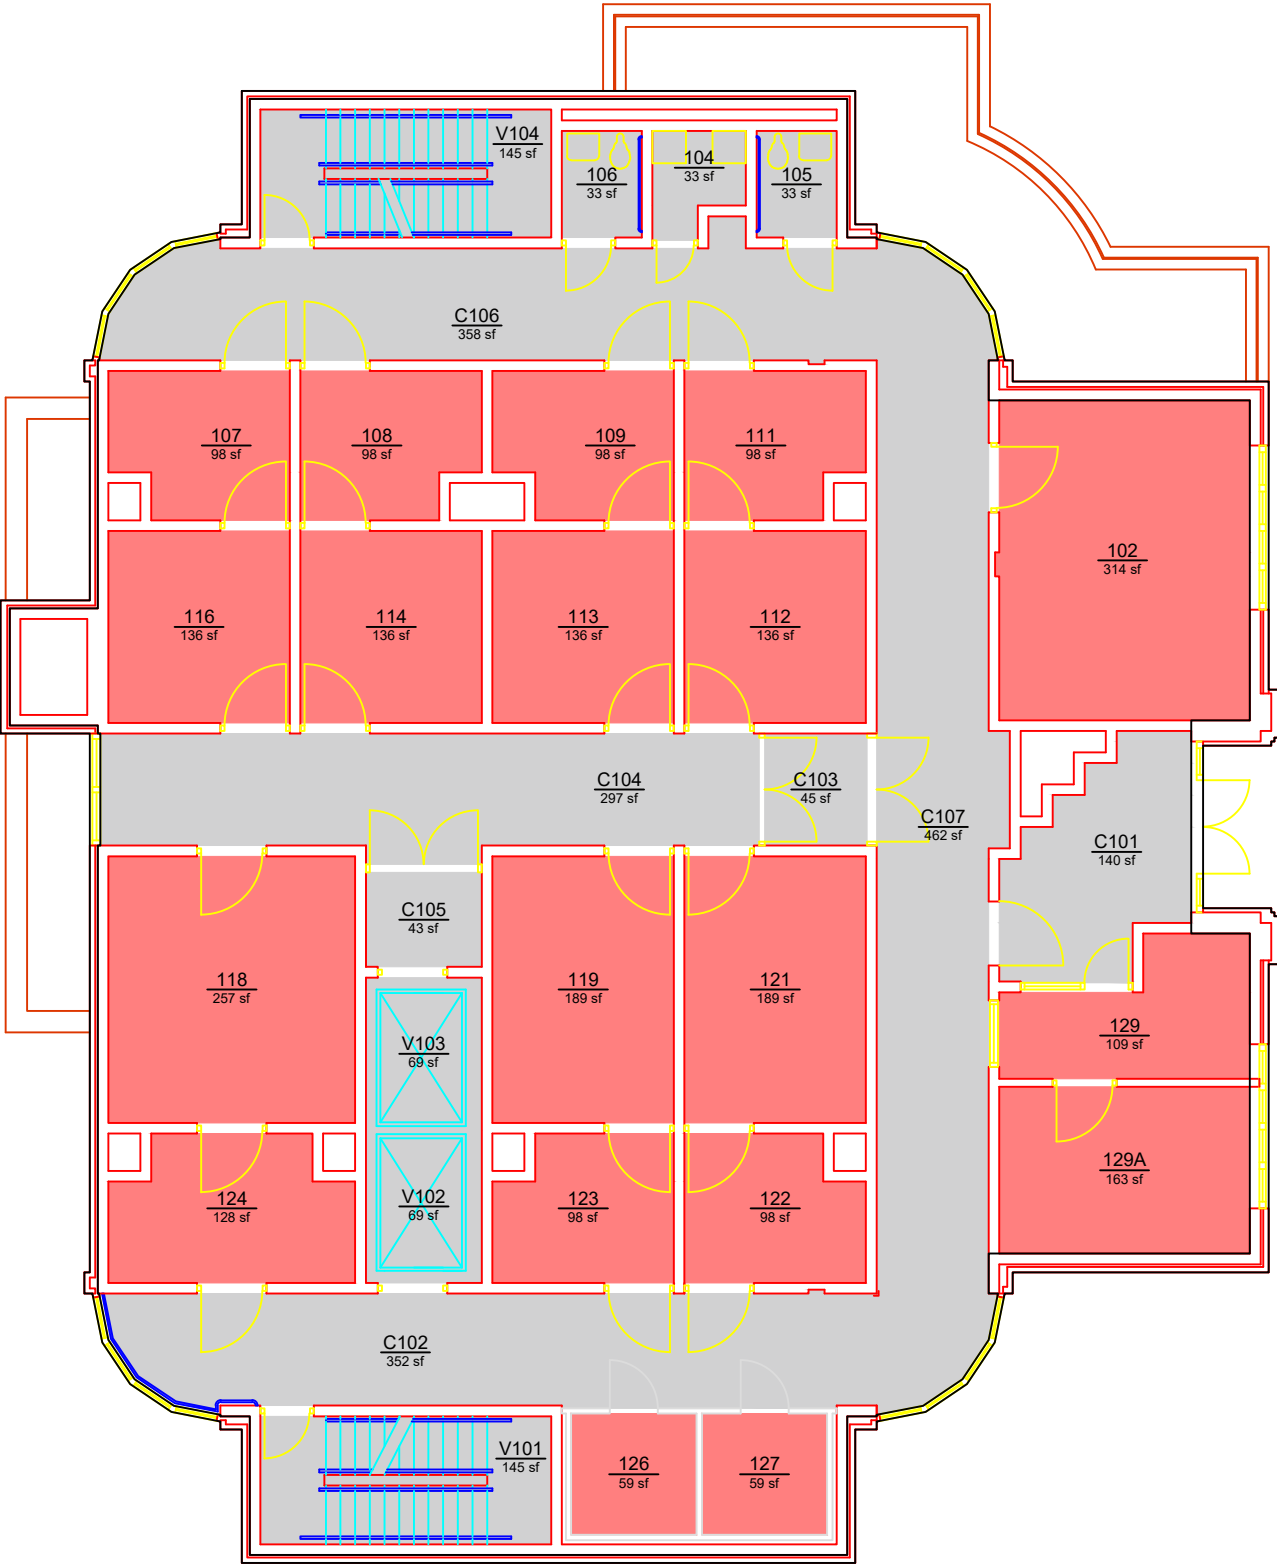 V104
145 sf
106
33 sf
104
33 sf
105
33 sf
C106
358 sf
107
98 sf
108
98 sf
109
98 sf
111
98 sf
102
314 sf
116
136 sf
114
136 sf
113
136 sf
112
136 sf
C104
297 sf
C103
45 sf
C107
462 sf
C101
140 sf
C105
43 sf
118
257 sf
119
189 sf
121
189 sf
V103
69 sf
129
109 sf
129A
163 sf
124
128 sf
V102
69 sf
123
98 sf
122
98 sf
C102
352 sf
V101
145 sf
126
59 sf
127
59 sf